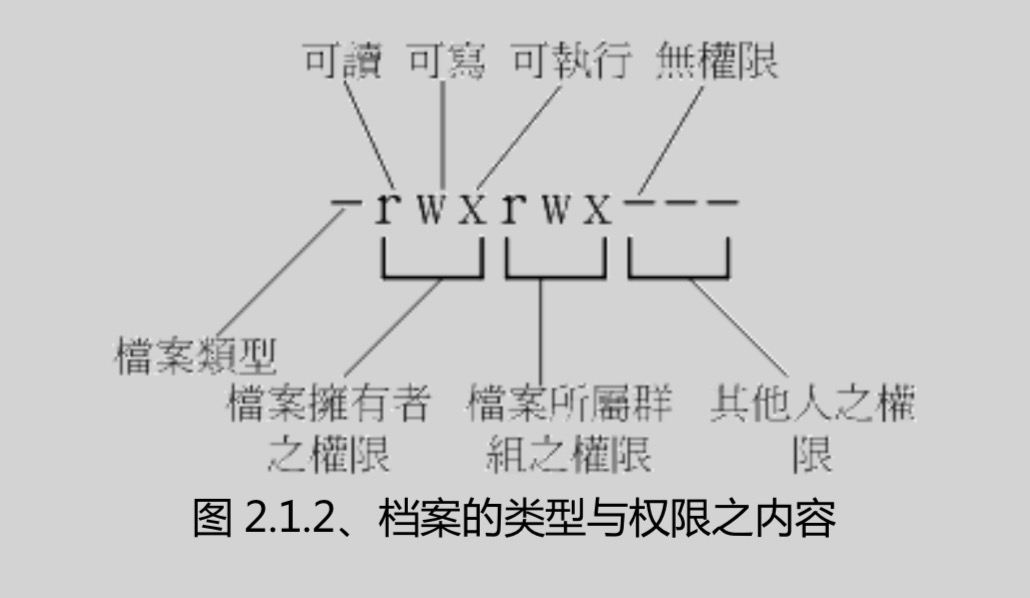 可讀 可寫 可執行 無權限
-rwxrwx---
檔案類型
檔案擁有者
之權限
檔案所屬群
組之權限
其他人之權
限
图 2.1.2、档案的类型与权限之内容